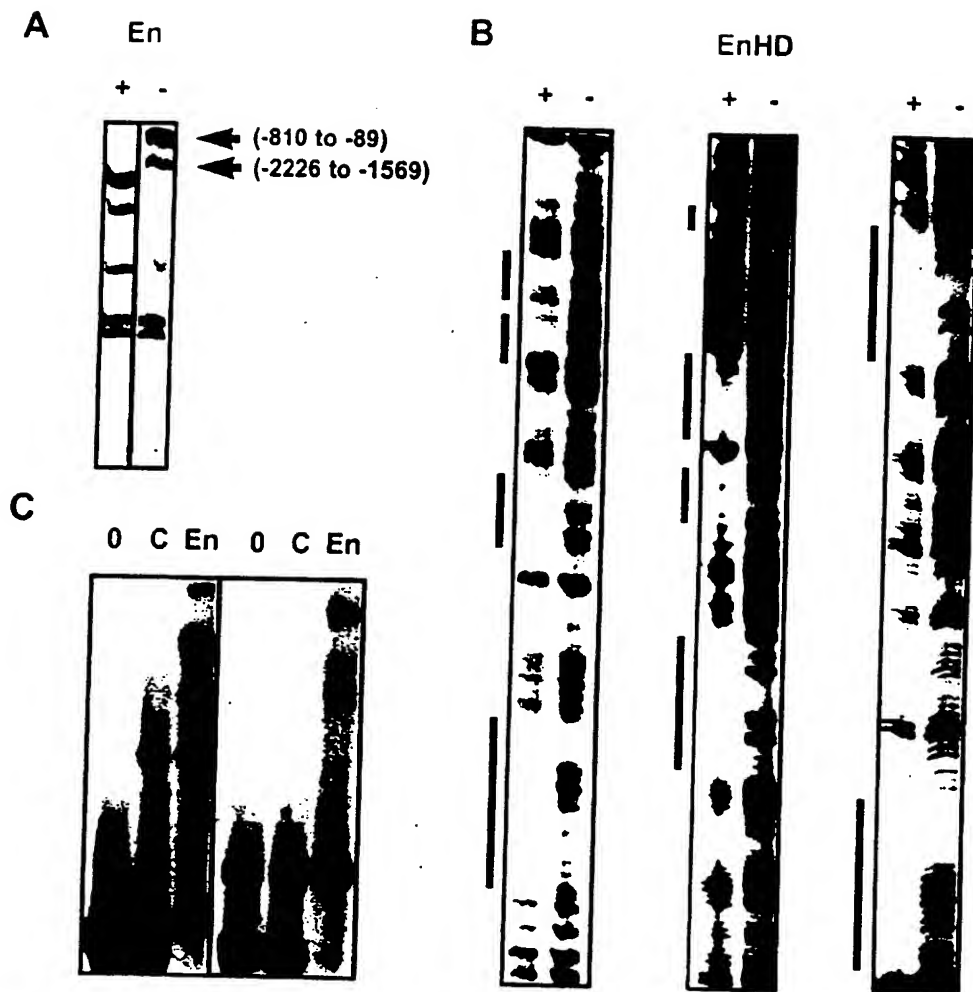 A
En
+ -
(-810 to -89)
(-2226 to -1569)
B
EnHD
+ - + - + -
C
0 C En 0 C En